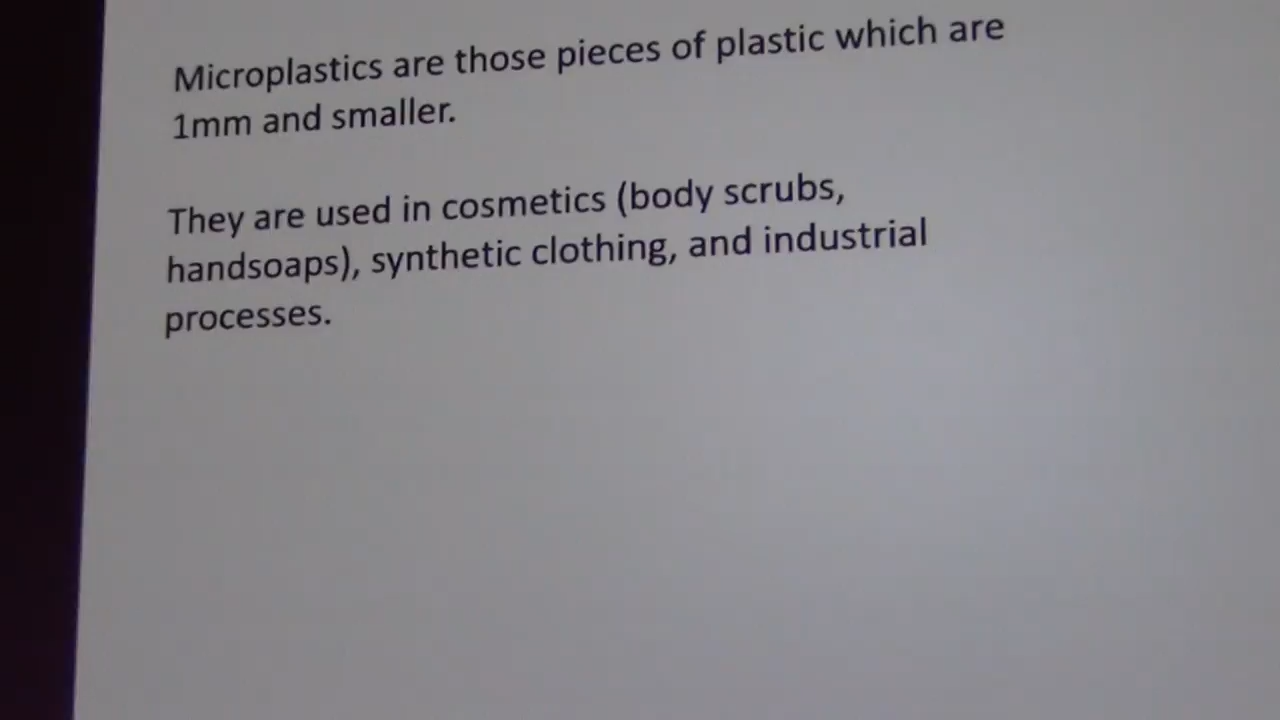 Microplastics are those pieces of plastic which are
1mm and smaller.
They are used in cosmetics (body scrubs,
handsoaps), synthetic clothing, and industrial
processes.